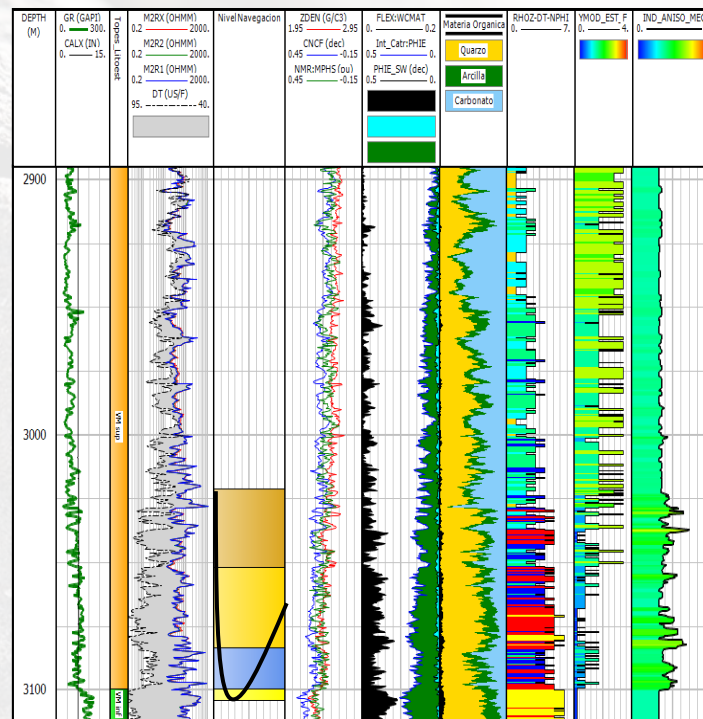 DEPTH
(M)
GR (GAPI)
0. 300.
CALX (IN)
0. 15.
Topes_Litoest
M2RX (OHMM)
0.2 2000.
M2R2 (OHMM)
0.2 2000.
M2R1 (OHMM)
0.2 2000.
DT (US/F)
95. 40.
Nivel Navegacion
ZDEN (G/C3)
1.95 2.95
CNCF (dec)
0.45 -0.15
NMR:MPHS (pu)
0.45 -0.15
FLEX:WCMAT
0. 0.2
Int_Catr:PHIE
0.5 0.
PHIE_SW (dec)
0.5 0.
Materia Organica
Quarzo
Arcilla
Carbonato
RHOZ-DT-NPHI
0. 7.
YMOD_EST_F
0. 4.
IND_ANISO_MEC
0.
2900
3000
3100
VM sup
VM inf